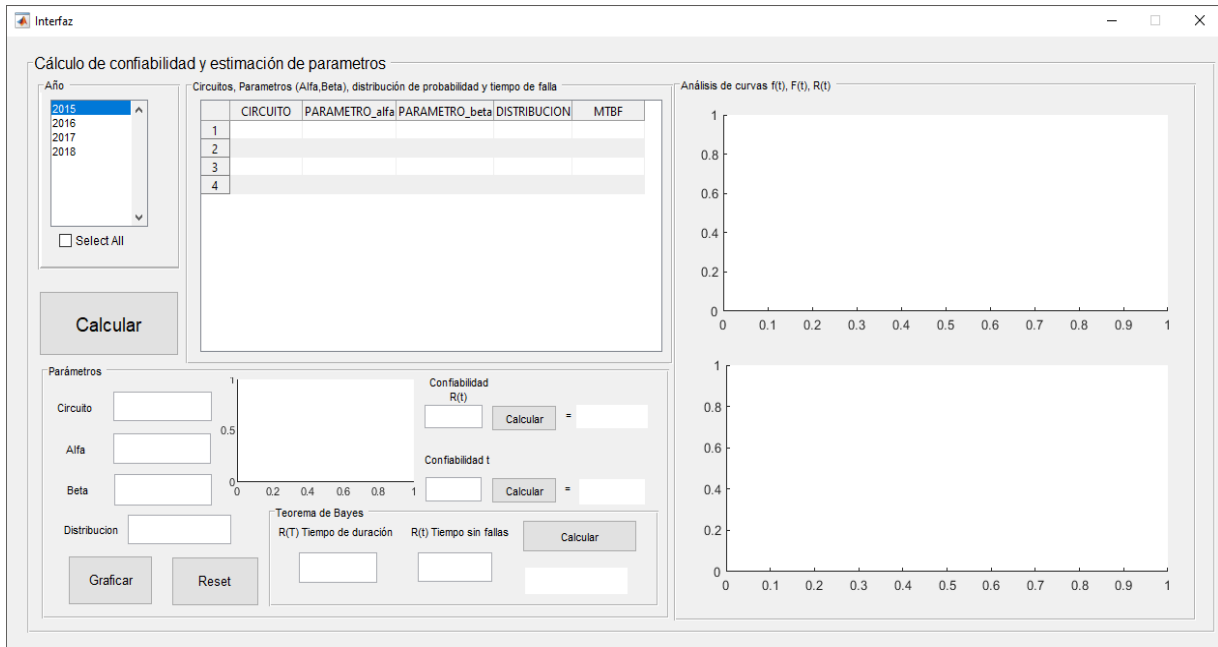 Interfaz
Cálculo de confiabilidad y estimación de parametros
Año
2015
2016
2017
2018
Select All
Calcular
Circuitos, Parametros (Alfa,Beta), distribución de probabilidad y tiempo de falla
CIRCUITO PARAMETRO_alfa PARAMETRO_beta DISTRIBUCION MTBF
1
2
3
4
Análisis de curvas f(t), F(t), R(t)
1
0.8
0.6
0.4
0.2
0
0 0.1 0.2 0.3 0.4 0.5 0.6 0.7 0.8 0.9 1
1
0.8
0.6
0.4
0.2
0
0 0.1 0.2 0.3 0.4 0.5 0.6 0.7 0.8 0.9 1
Parámetros
Circuito
Alfa
Beta
Distribucion
Graficar
Reset
1
0.5
0
0 0.2 0.4 0.6 0.8 1
Confiabilidad
R(t)
Calcular =
Confiabilidad t
Calcular =
Teorema de Bayes
R(T) Tiempo de duración R(t) Tiempo sin fallas
Calcular